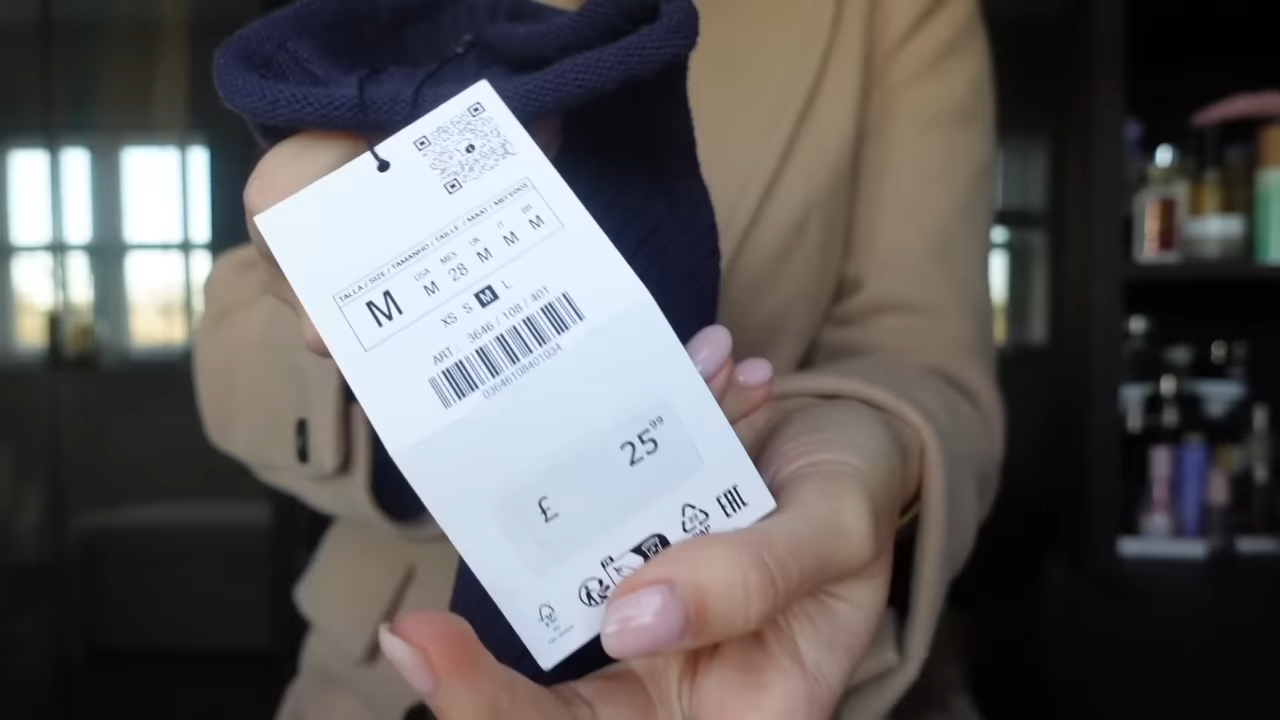 TALLA / SIZE / TAMANHO / TAILLE / MAAT / ΜΕΓΕΘΟΣ
USA MEX UK IT BR
M M 28 M M M
XS S M L
ART.: 3646 / 108 / 401
03646108401034
25⁹⁹
£
EAC